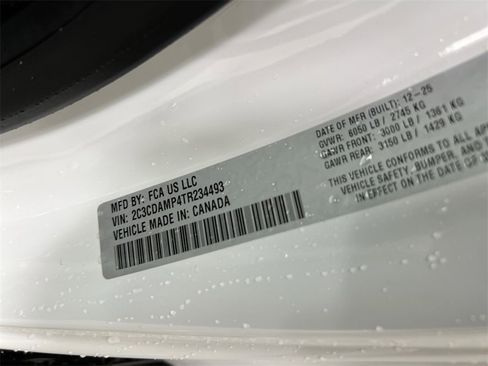 MFD BY: FCA US LLC
VIN: 2C3CDAMP4TR234493
VEHICLE MADE IN: CANADA
DATE OF MFR (BUILT): 12-25
GVWR: 6050 LB / 2745 KG
GAWR FRONT: 3000 LB / 1361 KG
GAWR REAR: 3150 LB / 1429 KG
THIS VEHICLE CONFORMS TO ALL AP
VEHICLE SAFETY, BUMPER, AND T
IN EFFECT ON THE DATE OF M